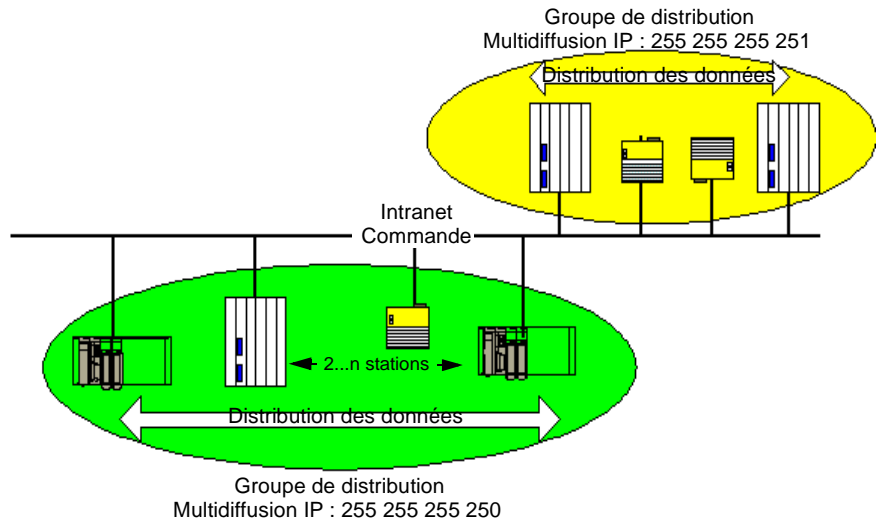 Groupe de distribution
Multidiffusion IP : 255 255 255 251
Distribution des données
Intranet
Commande
2...n stations
Distribution des données
Groupe de distribution
Multidiffusion IP : 255 255 255 250